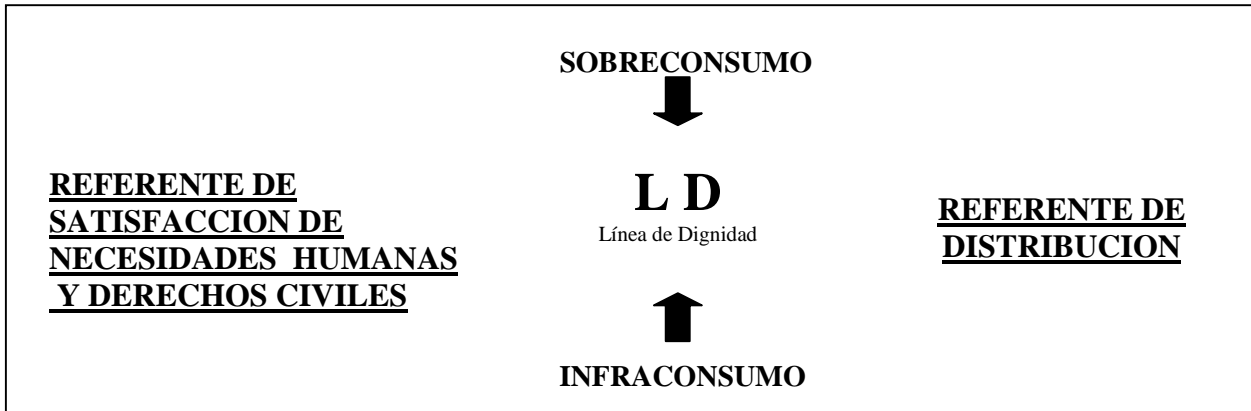 SOBRECONSUMO
REFERENTE DE
SATISFACCION DE
NECESIDADES HUMANAS
Y DERECHOS CIVILES
L D
Línea de Dignidad
REFERENTE DE
DISTRIBUCION
INFRACONSUMO